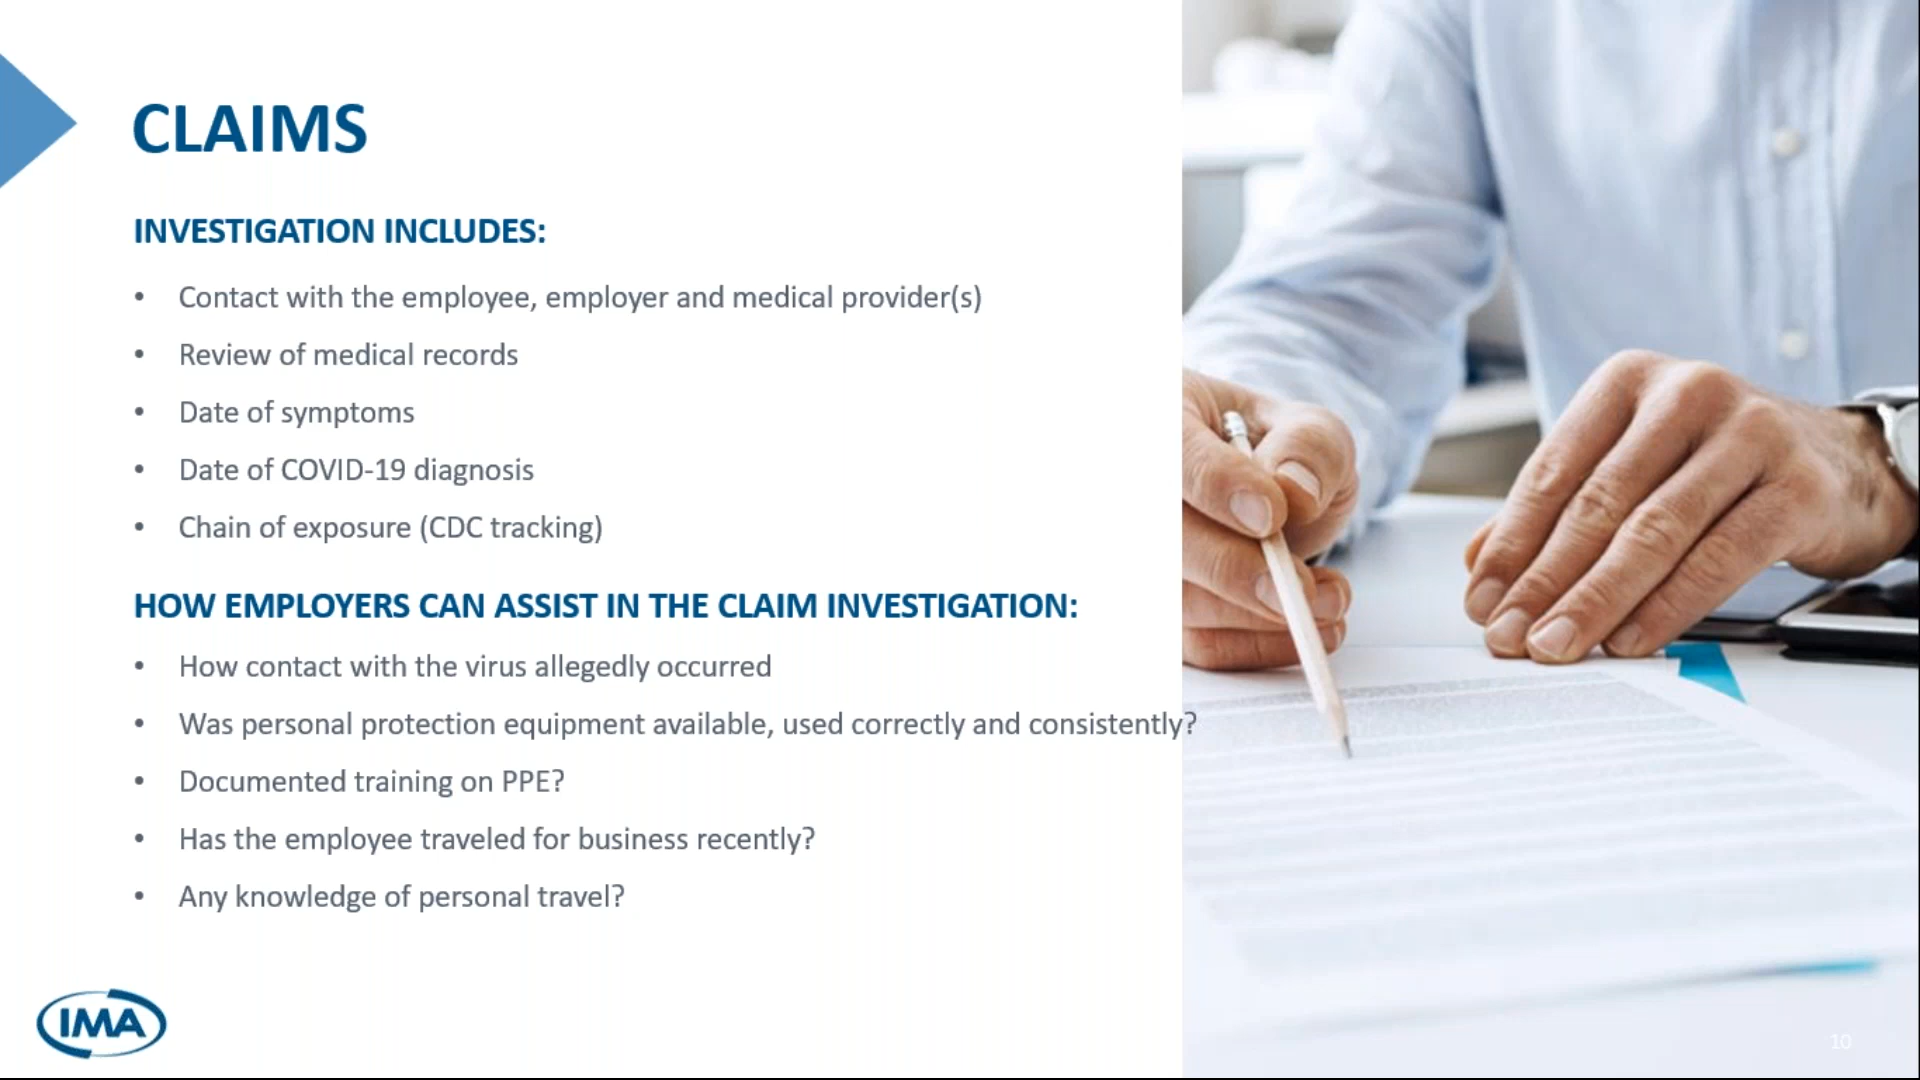 CLAIMS
INVESTIGATION INCLUDES:
• Contact with the employee, employer and medical provider(s)
• Review of medical records
• Date of symptoms
• Date of COVID-19 diagnosis
• Chain of exposure (CDC tracking)
HOW EMPLOYERS CAN ASSIST IN THE CLAIM INVESTIGATION:
• How contact with the virus allegedly occurred
• Was personal protection equipment available, used correctly and consistently?
• Documented training on PPE?
• Has the employee traveled for business recently?
• Any knowledge of personal travel?
IMA
10